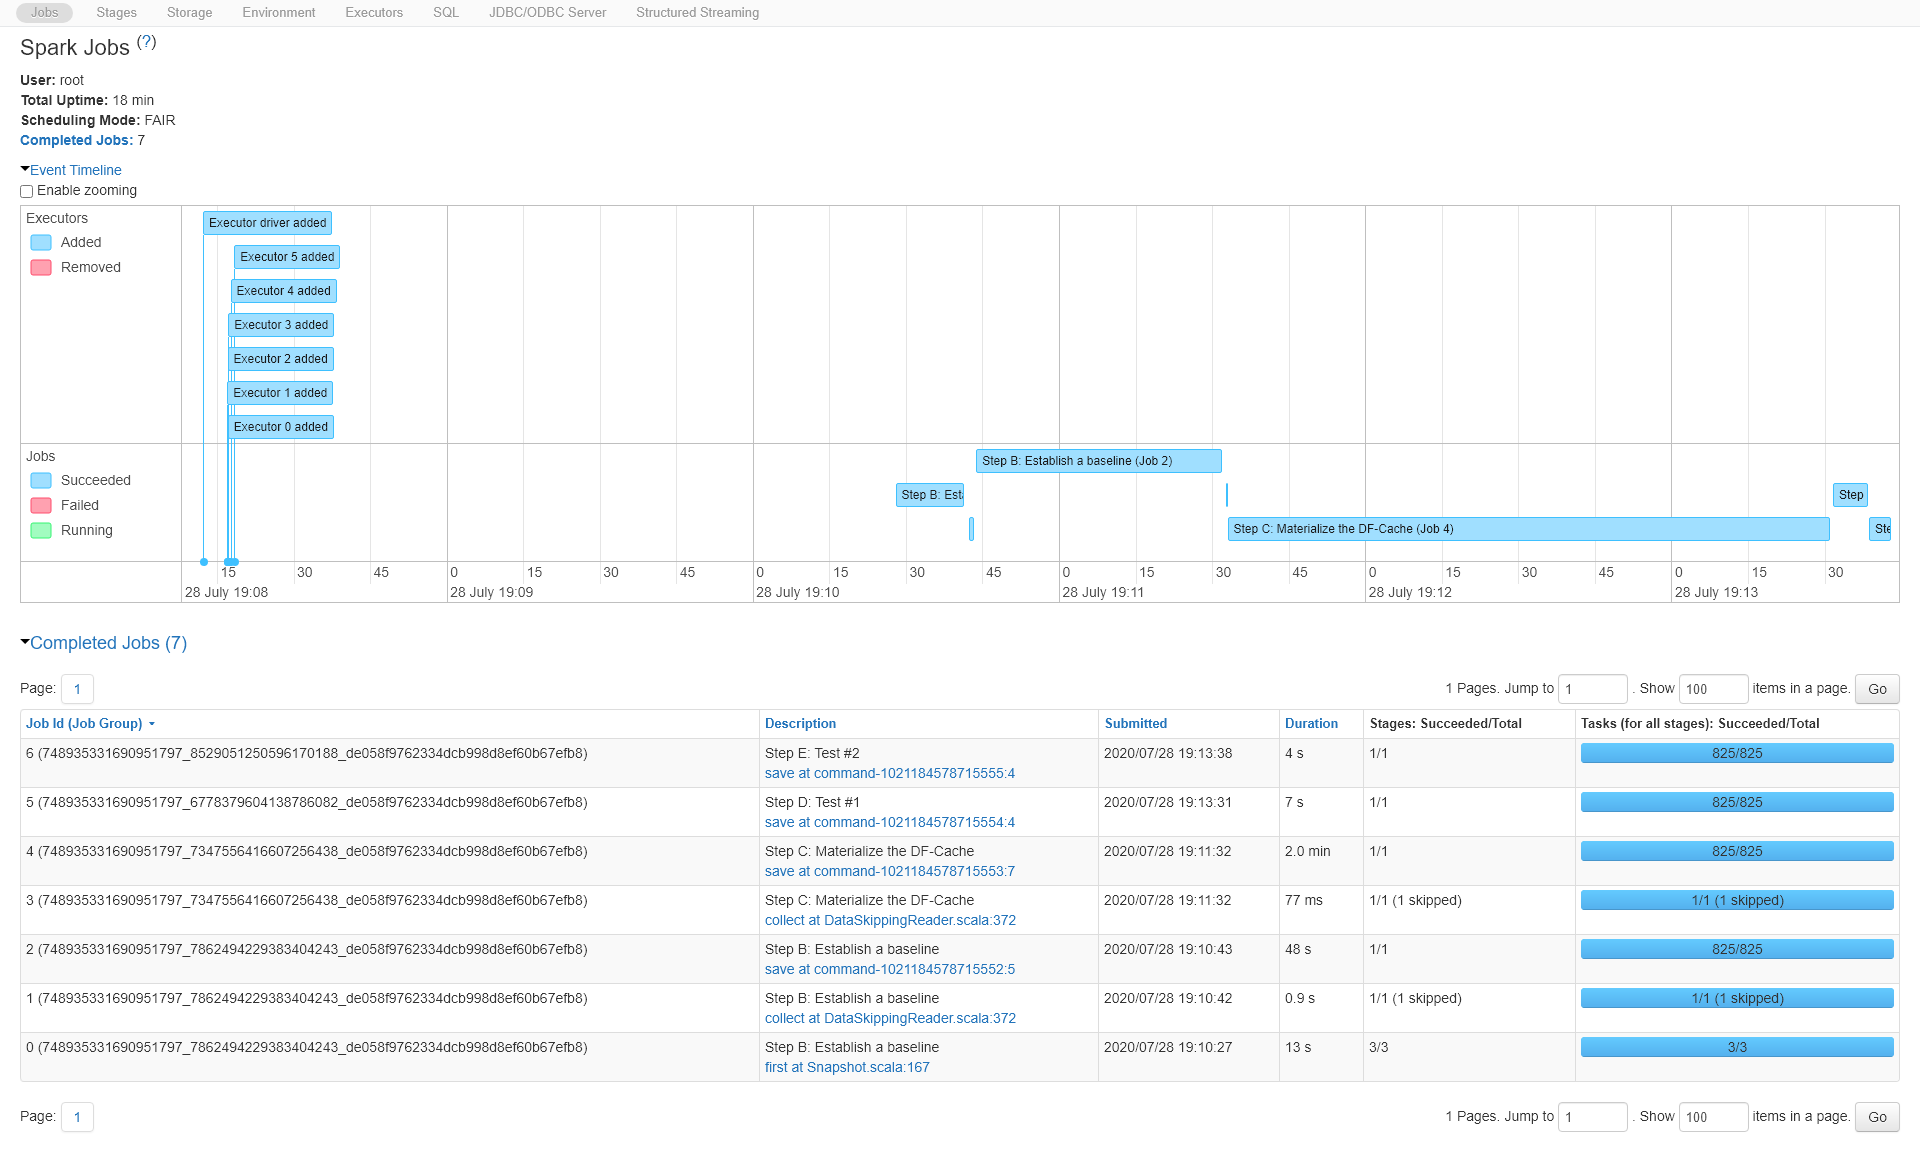 Jobs Stages Storage Environment Executors SQL JDBC/ODBC Server Structured Streaming
Spark Jobs (?)
User: root
Total Uptime: 18 min
Scheduling Mode: FAIR
Completed Jobs: 7
Event Timeline
Enable zooming
Executors
Added
Removed
Executor driver added
Executor 5 added
Executor 4 added
Executor 3 added
Executor 2 added
Executor 1 added
Executor 0 added
Jobs
Succeeded
Failed
Running
Step B: Establish a baseline (Job 2)
Step B: Est
Step
Step C: Materialize the DF-Cache (Job 4)
Ste
15 30 45 0 15 30 45 0 15 30 45 0 15 30 45 0 15 30 45 0 15 30
28 July 19:08 28 July 19:09 28 July 19:10 28 July 19:11 28 July 19:12 28 July 19:13
Completed Jobs (7)
Page: 1 1 Pages. Jump to 1 . Show 100 items in a page. Go
Job Id (Job Group) Description Submitted Duration Stages: Succeeded/Total Tasks (for all stages): Succeeded/Total
6 (748935331690951797_8529051250596170188_de058f9762334dcb998d8ef60b67efb8) Step E: Test #2 2020/07/28 19:13:38 4 s 1/1 825/825
save at command-1021184578715555:4
5 (748935331690951797_6778379604138786082_de058f9762334dcb998d8ef60b67efb8) Step D: Test #1 2020/07/28 19:13:31 7 s 1/1 825/825
save at command-1021184578715554:4
4 (748935331690951797_7347556416607256438_de058f9762334dcb998d8ef60b67efb8) Step C: Materialize the DF-Cache 2020/07/28 19:11:32 2.0 min 1/1 825/825
save at command-1021184578715553:7
3 (748935331690951797_7347556416607256438_de058f9762334dcb998d8ef60b67efb8) Step C: Materialize the DF-Cache 2020/07/28 19:11:32 77 ms 1/1 (1 skipped) 1/1 (1 skipped)
collect at DataSkippingReader.scala:372
2 (748935331690951797_7862494229383404243_de058f9762334dcb998d8ef60b67efb8) Step B: Establish a baseline 2020/07/28 19:10:43 48 s 1/1 825/825
save at command-1021184578715552:5
1 (748935331690951797_7862494229383404243_de058f9762334dcb998d8ef60b67efb8) Step B: Establish a baseline 2020/07/28 19:10:42 0.9 s 1/1 (1 skipped) 1/1 (1 skipped)
collect at DataSkippingReader.scala:372
0 (748935331690951797_7862494229383404243_de058f9762334dcb998d8ef60b67efb8) Step B: Establish a baseline 2020/07/28 19:10:27 13 s 3/3 3/3
first at Snapshot.scala:167
Page: 1 1 Pages. Jump to 1 . Show 100 items in a page. Go